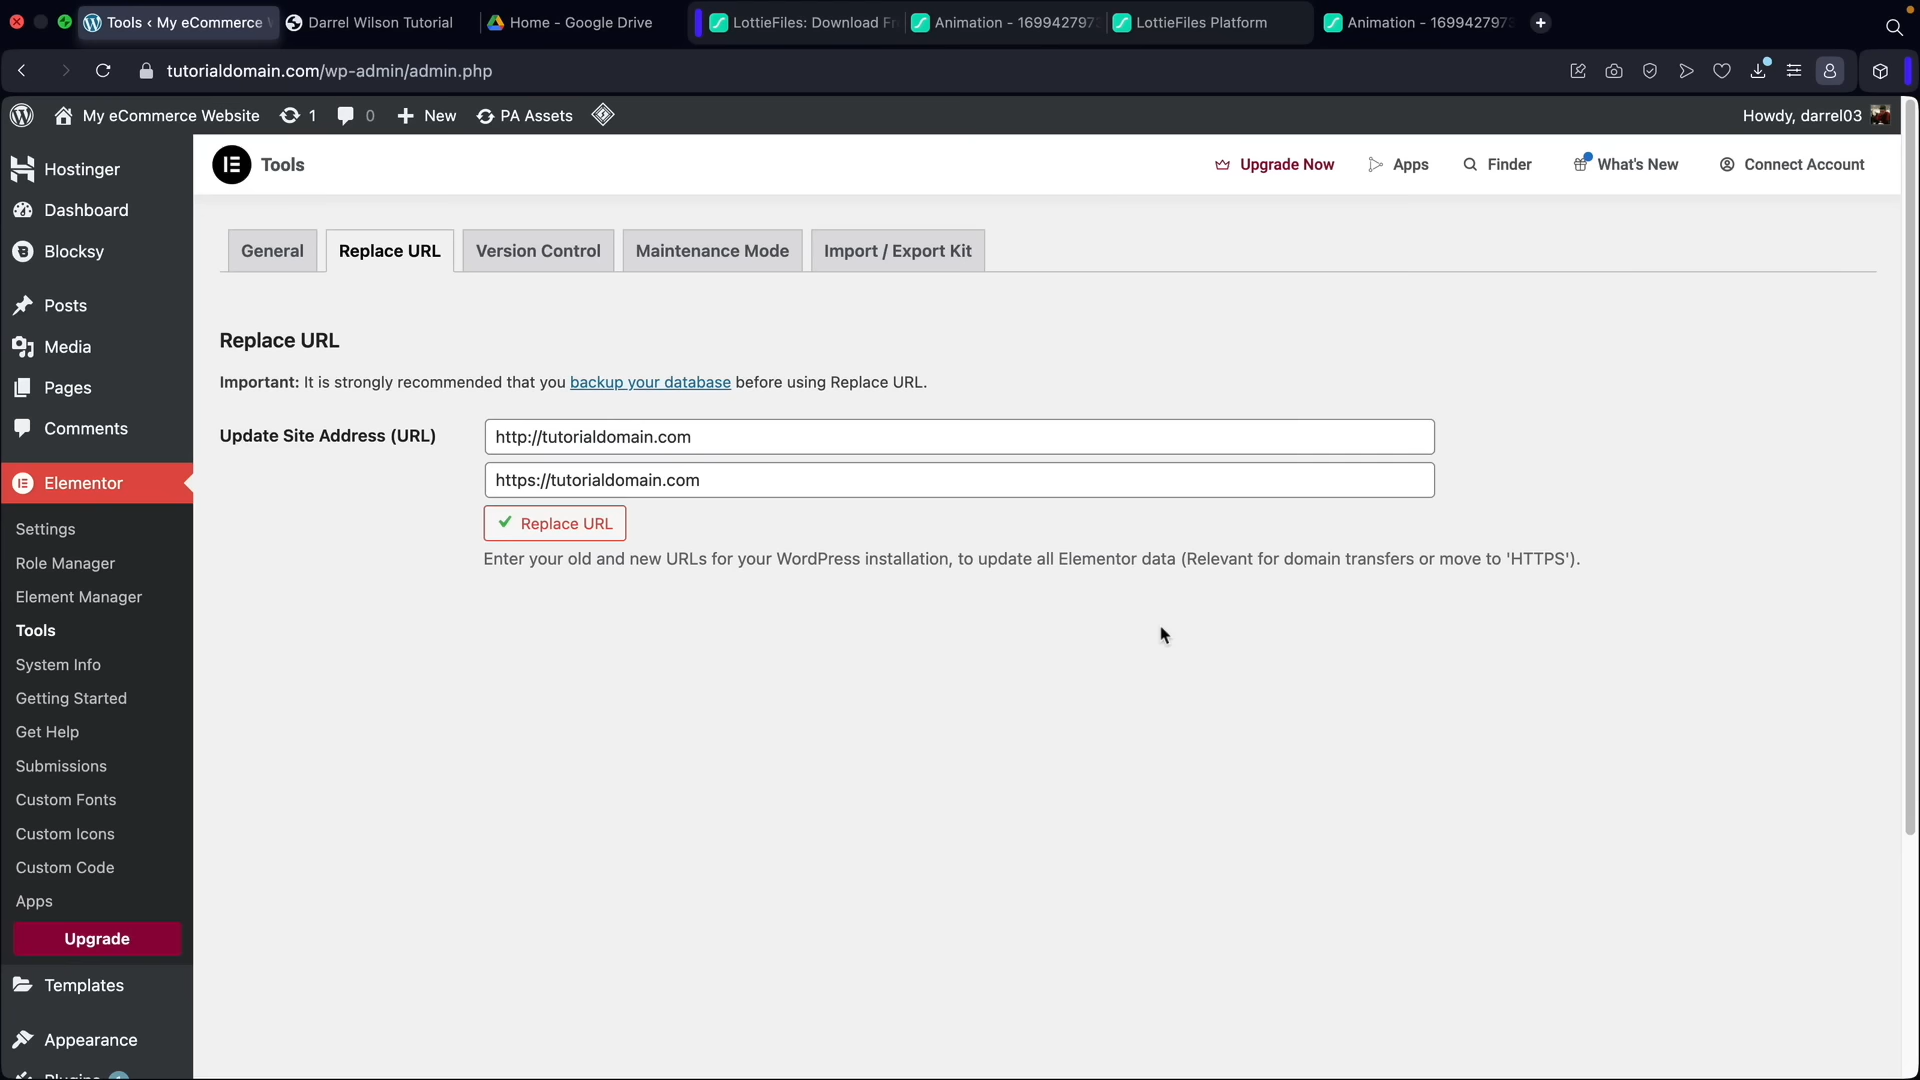 Tools ‹ My eCommerce
Darrel Wilson Tutorial
Home - Google Drive
LottieFiles: Download F
Animation - 169942797
LottieFiles Platform
Animation - 169942797
tutorialdomain.com/wp-admin/admin.php
My eCommerce Website
1
0
New
PA Assets
Howdy, darrel03
Hostinger
Dashboard
Blocksy
Posts
Media
Pages
Comments
Elementor
Settings
Role Manager
Element Manager
Tools
System Info
Getting Started
Get Help
Submissions
Custom Fonts
Custom Icons
Custom Code
Apps
Upgrade
Templates
Appearance
Tools
Upgrade Now
Apps
Finder
What's New
Connect Account
General
Replace URL
Version Control
Maintenance Mode
Import / Export Kit
Replace URL
Important: It is strongly recommended that you backup your database before using Replace URL.
Update Site Address (URL)
http://tutorialdomain.com
https://tutorialdomain.com
Replace URL
Enter your old and new URLs for your WordPress installation, to update all Elementor data (Relevant for domain transfers or move to 'HTTPS').